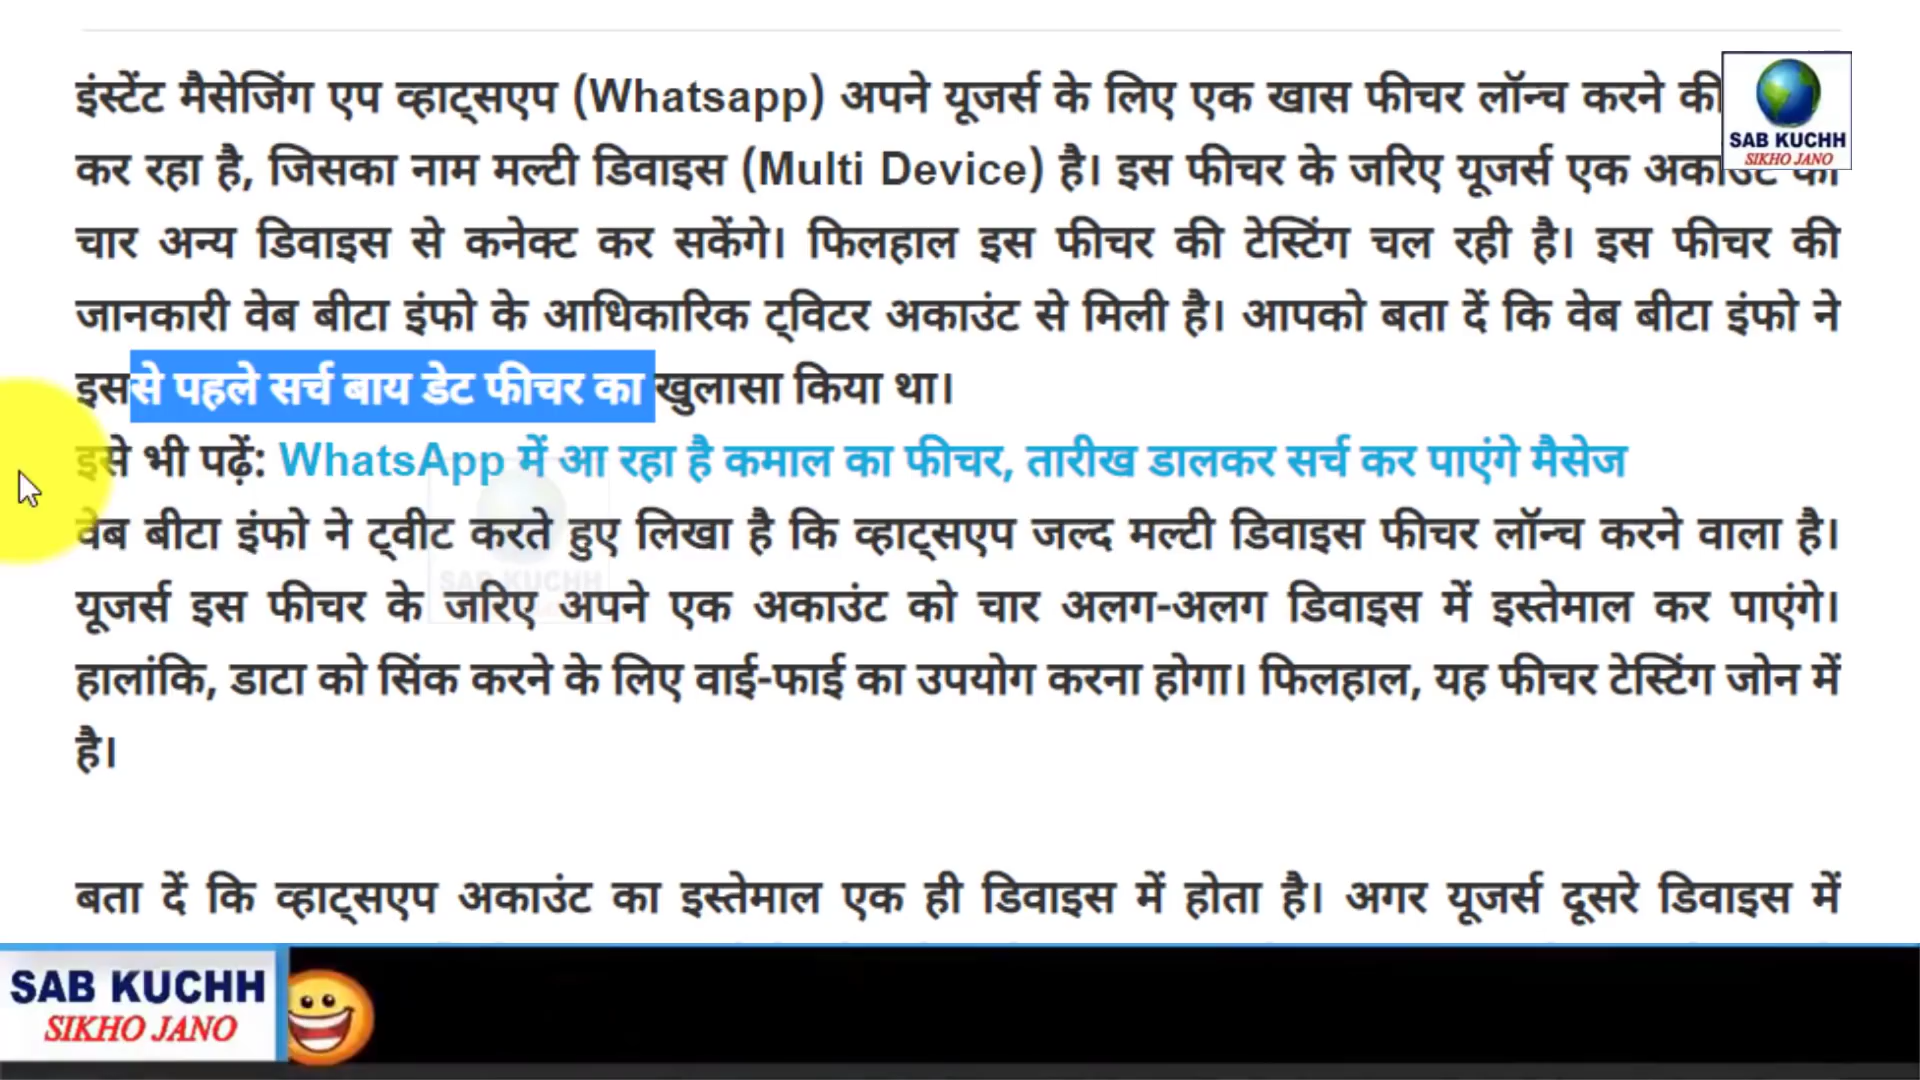 इंस्टेंट मैसेजिंग एप व्हाट्सएप (Whatsapp) अपने यूजर्स के लिए एक खास फीचर लॉन्च करने की
SAB KUCHH
SIKHO JANO
कर रहा है, जिसका नाम मल्टी डिवाइस (Multi Device) है। इस फीचर के जरिए यूजर्स एक अकाउंट को
चार अन्य डिवाइस से कनेक्ट कर सकेंगे। फिलहाल इस फीचर की टेस्टिंग चल रही है। इस फीचर की
जानकारी वेब बीटा इंफो के आधिकारिक ट्विटर अकाउंट से मिली है। आपको बता दें कि वेब बीटा इंफो ने
इससे पहले सर्च बाय डेट फीचर का खुलासा किया था।
इसे भी पढ़ें: WhatsApp में आ रहा है कमाल का फीचर, तारीख डालकर सर्च कर पाएंगे मैसेज
वेब बीटा इंफो ने ट्वीट करते हुए लिखा है कि व्हाट्सएप जल्द मल्टी डिवाइस फीचर लॉन्च करने वाला है।
SAB KUCHH
यूजर्स इस फीचर के जरिए अपने एक अकाउंट को चार अलग-अलग डिवाइस में इस्तेमाल कर पाएंगे।
हालांकि, डाटा को सिंक करने के लिए वाई-फाई का उपयोग करना होगा। फिलहाल, यह फीचर टेस्टिंग जोन में
है।
बता दें कि व्हाट्सएप अकाउंट का इस्तेमाल एक ही डिवाइस में होता है। अगर यूजर्स दूसरे डिवाइस में
SAB KUCHH
SIKHO JANO